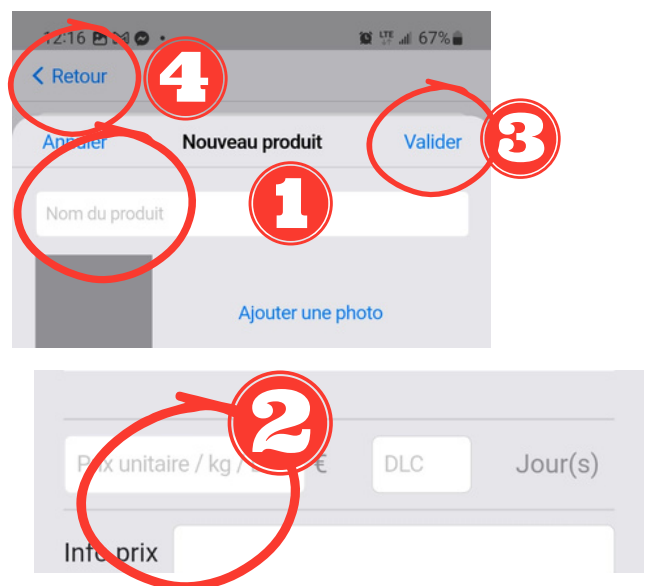 12:16 LTE 67%
< Retour
4
Annuler Nouveau produit Valider
3
1
Nom du produit
Ajouter une photo
2
Prix unitaire / kg / € DLC Jour(s)
Info prix